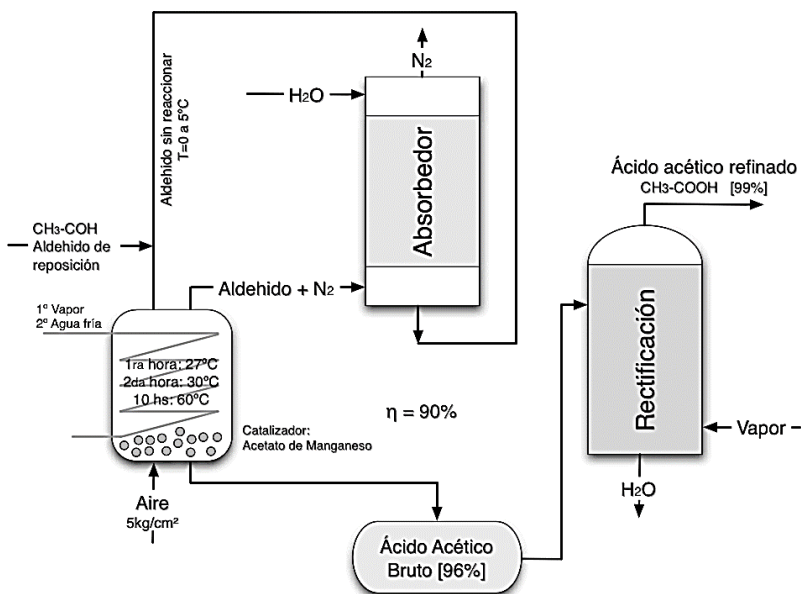 N2
H2O
Aldehido sin reaccionar
T=0 a 5ºC
Absorbedor
Ácido acético refinado
CH3-COOH [99%]
CH3-COH
Aldehido de
reposición
Aldehido + N2
1º Vapor
2º Agua fría
1ra hora: 27ºC
2da hora: 30ºC
10 hs: 60ºC
η = 90%
Rectificación
Catalizador:
Acetato de Manganeso
Vapor
Aire
5kg/cm²
H2O
Ácido Acético
Bruto [96%]